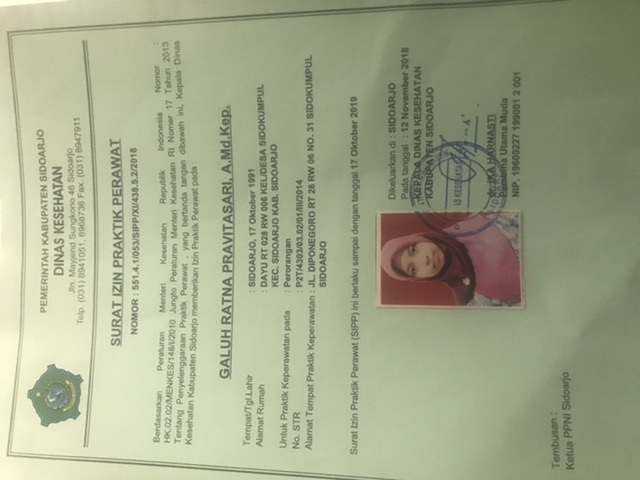 PEMERINTAH KABUPATEN SIDOARJO
DINAS KESEHATAN
Jln. Mayjend Sungkono 46 Sidoarjo
Telp. (031) 8941051, 8968736 Fax. (031) 8947911
SURAT IZIN PRAKTIK PERAWAT
NOMOR : 551.4.1/053/SIPP/XI/438.5.2/2018
Berdasarkan Peraturan Menteri Kesehatan Republik Indonesia Nomor :
HK.02.02/MENKES/148/I/2010 Jungto Peraturan Menteri Kesehatan RI Nomer 17 Tahun 2013
Tentang Penyelenggaraan Praktik Perawat , yang bertanda tangan dibawah ini, Kepala Dinas
Kesehatan Kabupaten Sidoarjo memberikan Izin Praktik Perawat pada
GALUH RATNA PRAVITASARI. A.Md.Kep.
Tempat/Tgl.Lahir : SIDOARJO, 17 Oktober 1991
Alamat Rumah : DAYU RT 028 RW 006 KEL/DESA SIDOKUMPUL
KEC. SIDOARJO KAB. SIDOARJO
Untuk Praktik Keperawatan pada : Perorangan
No. STR : P2T/4303/03.02/01/III/2014
Alamat Tempat Praktik Keperawatan : JL. DIPONEGORO RT 28 RW 06 NO. 31 SIDOKUMPUL
SIDOARJO
Surat Izin Praktik Perawat (SIPP) ini berlaku sampai dengan tanggal 17 Oktober 2019
Dikeluarkan di : SIDOARJO
Pada tanggal : 12 November 2018
KEPALA DINAS KESEHATAN
KABUPATEN SIDOARJO
HARNASTI
Utama Muda
NIP. 19600227 199001 2 001
Tembusan :
Ketua PPNI Sidoarjo